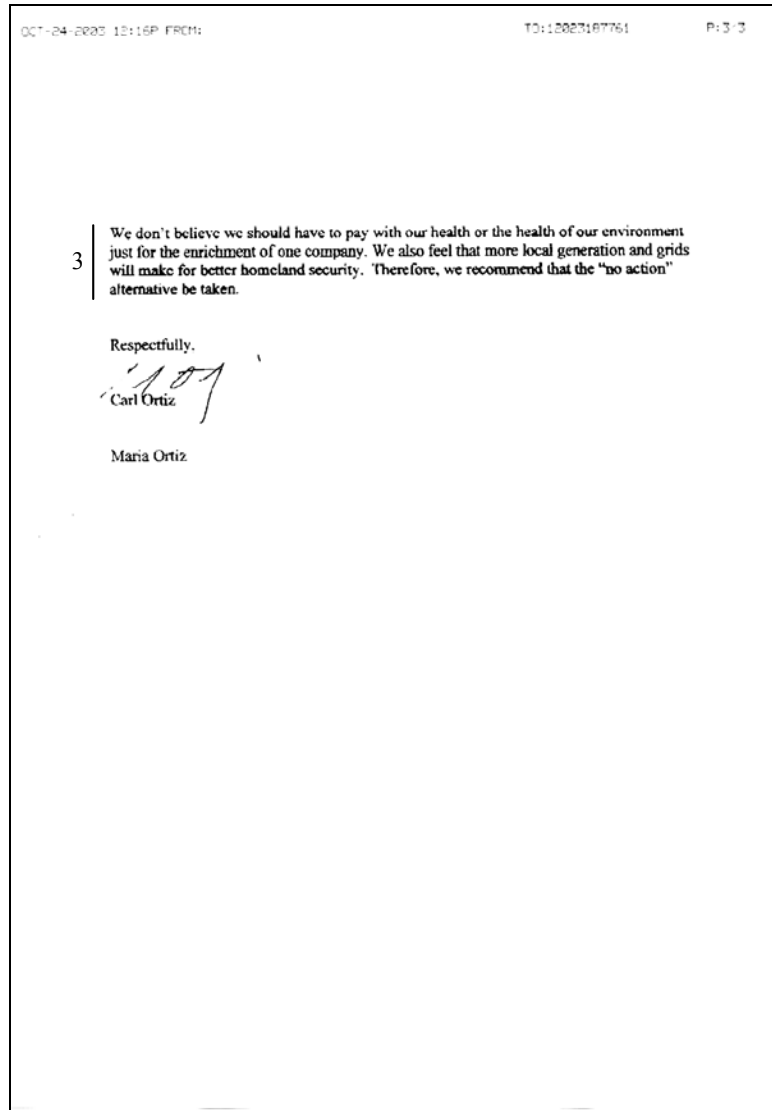 OCT-24-2003 12:16P FROM: TO:12023187761 P:3-3
We don't believe we should have to pay with our health or the health of our environment
3 just for the enrichment of one company. We also feel that more local generation and grids
will make for better homeland security. Therefore, we recommend that the "no action"
alternative be taken.
Respectfully.
Carl Ortiz
Maria Ortiz